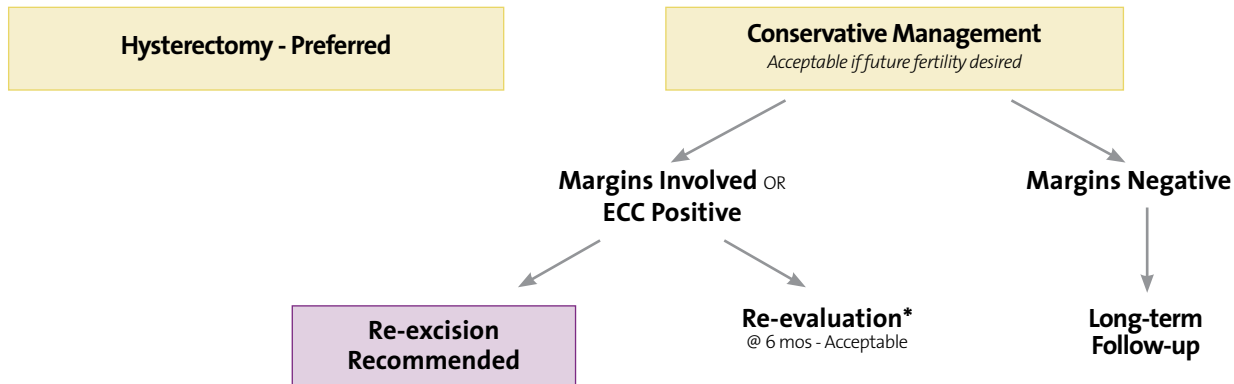 Hysterectomy - Preferred
Conservative Management
Acceptable if future fertility desired
Margins Involved OR
ECC Positive
Margins Negative
Re-excision
Recommended
Re-evaluation*
@ 6 mos - Acceptable
Long-term
Follow-up